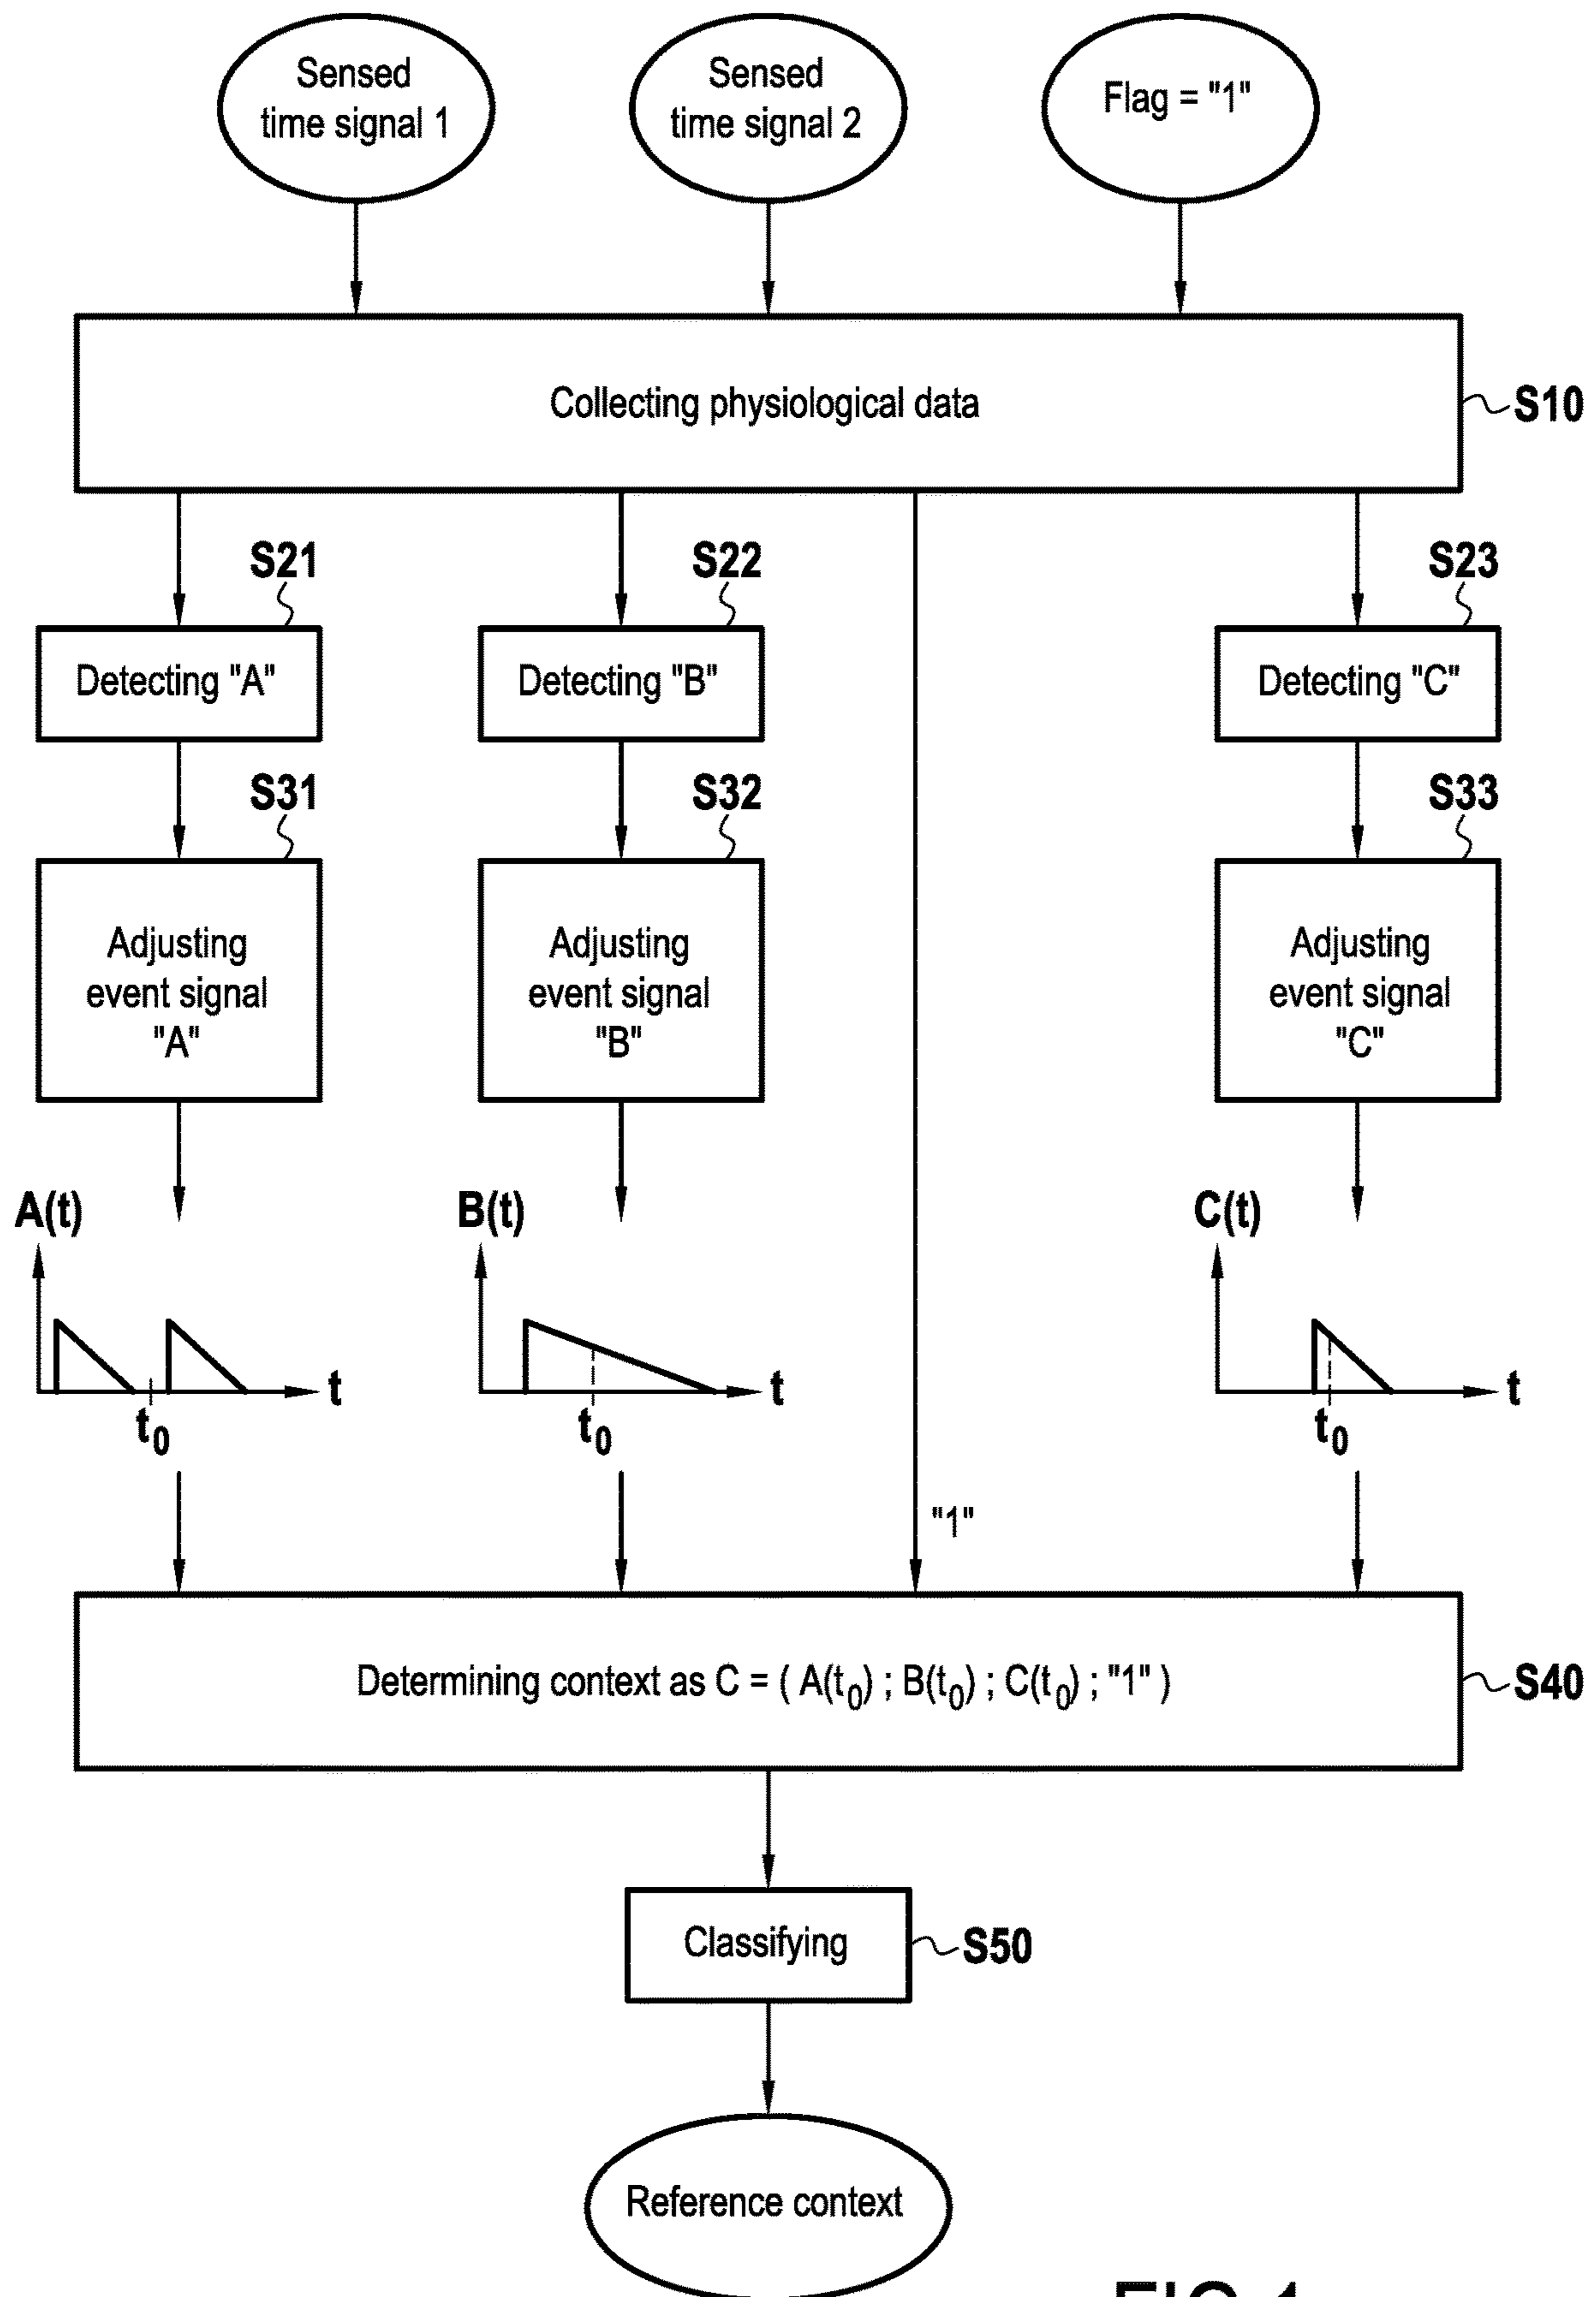 Sensed
time signal 1
Sensed
time signal 2
Flag = "1"
Collecting physiological data
S10
S21
S22
S23
Detecting "A"
Detecting "B"
Detecting "C"
S31
S32
S33
Adjusting
event signal
"A"
Adjusting
event signal
"B"
Adjusting
event signal
"C"
A(t)
B(t)
C(t)
t
t
t
t0
t0
t0
"1"
Determining context as C = ( A(t0) ; B(t0) ; C(t0) ; "1" )
S40
Classifying
S50
Reference context
FIG.1